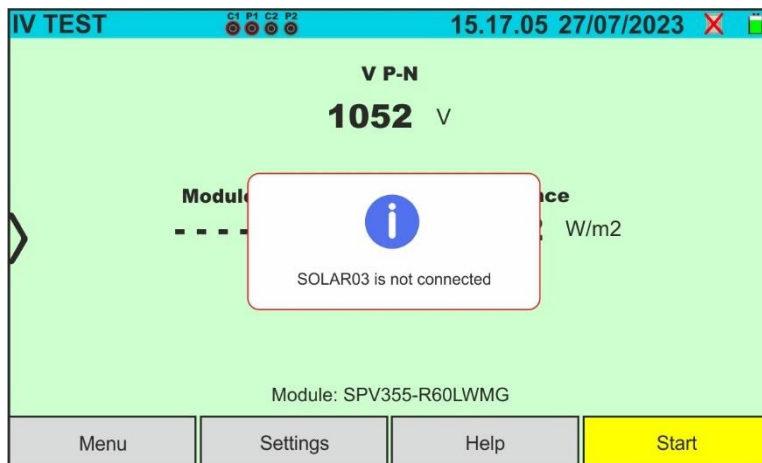 IV TEST C1 P1 C2 P2 15.17.05 27/07/2023
V P-N
1052 V
Modul
nce
- - - - W/m2
SOLAR03 is not connected
Module: SPV355-R60LWMG
Menu Settings Help Start